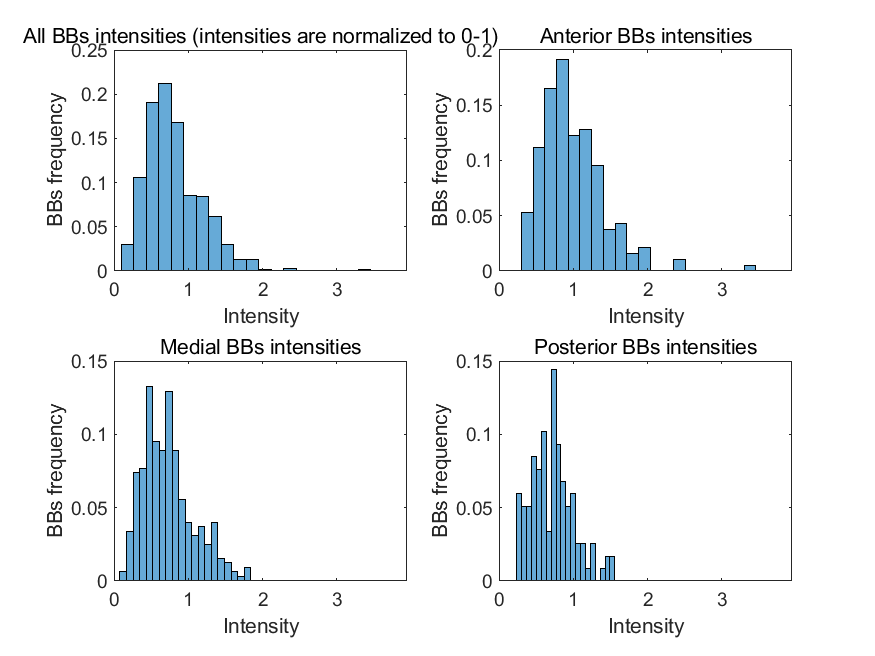 All BBs intensities (intensities are normalized to 0-1)
0.25
0.2
0.15
0.1
0.05
0
BBs frequency
0 1 2 3
Intensity
Anterior BBs intensities
0.2
0.15
0.1
0.05
0
BBs frequency
0 1 2 3
Intensity
Medial BBs intensities
0.15
0.1
0.05
0
BBs frequency
0 1 2 3
Intensity
Posterior BBs intensities
0.15
0.1
0.05
0
BBs frequency
0 1 2 3
Intensity